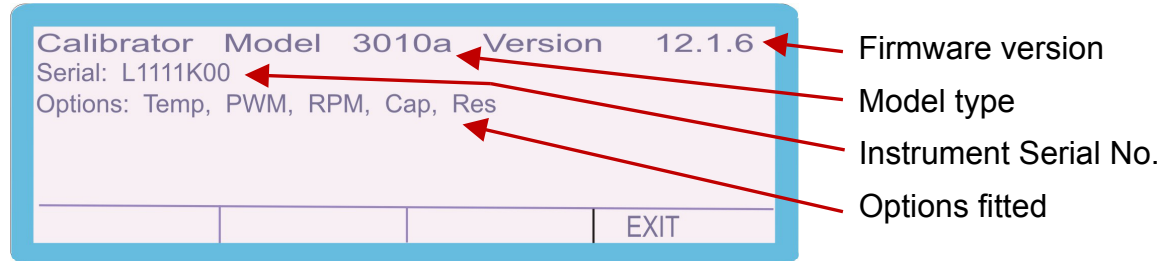 Calibrator Model 3010a Version 12.1.6
Serial: L1111K00
Options: Temp, PWM, RPM, Cap, Res
EXIT
Firmware version
Model type
Instrument Serial No.
Options fitted